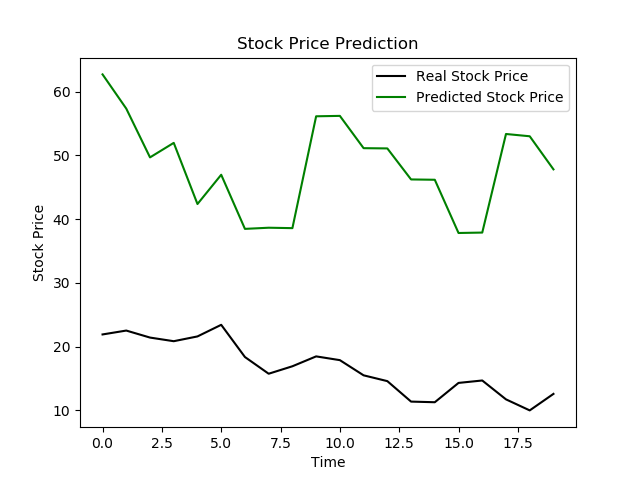 Stock Price Prediction
Real Stock Price
Predicted Stock Price
60
50
40
30
20
10
Stock Price
0.0 2.5 5.0 7.5 10.0 12.5 15.0 17.5
Time